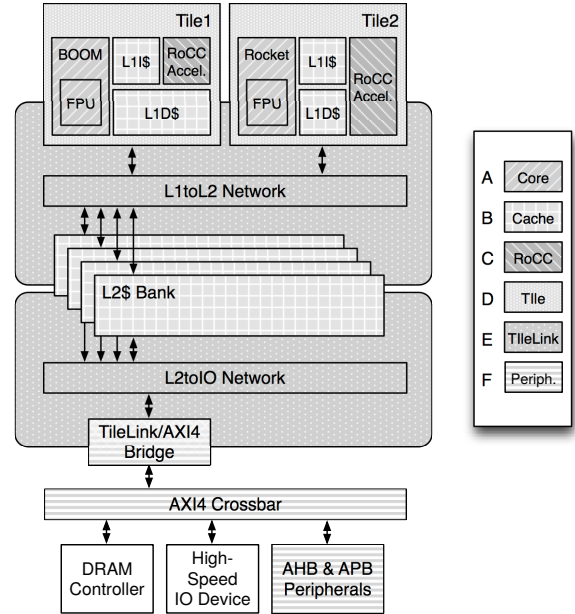 Tile1
Tile2
BOOM
FPU
L1I$
RoCC
Accel.
L1D$
Rocket
FPU
L1I$
L1D$
RoCC
Accel.
L1toL2 Network
L2$ Bank
L2toIO Network
TileLink/AXI4
Bridge
AXI4 Crossbar
DRAM
Controller
High-
Speed
IO Device
AHB & APB
Peripherals
A Core
B Cache
C RoCC
D TIle
E TIleLink
F Periph.